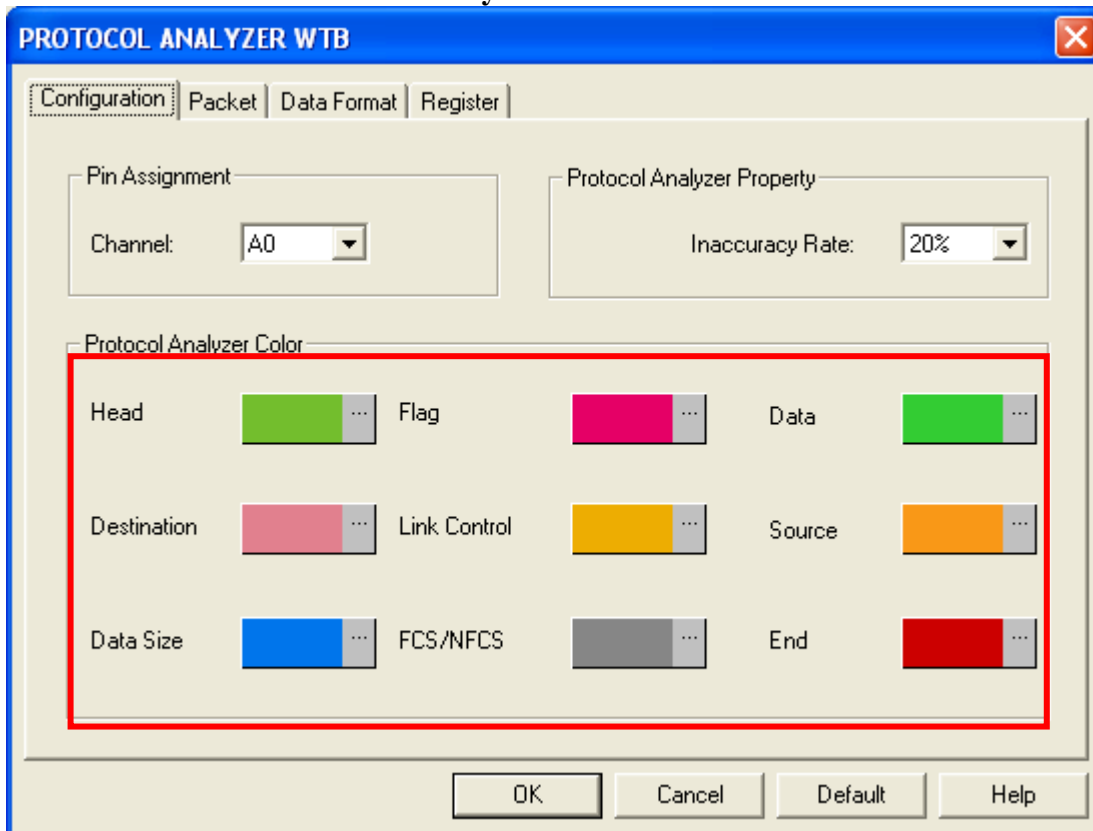 PROTOCOL ANALYZER WTB
Configuration Packet Data Format Register
Pin Assignment Protocol Analyzer Property
Channel: A0 Inaccuracy Rate: 20%
Protocol Analyzer Color
Head ... Flag ... Data ...
Destination ... Link Control ... Source ...
Data Size ... FCS/NFCS ... End ...
OK Cancel Default Help